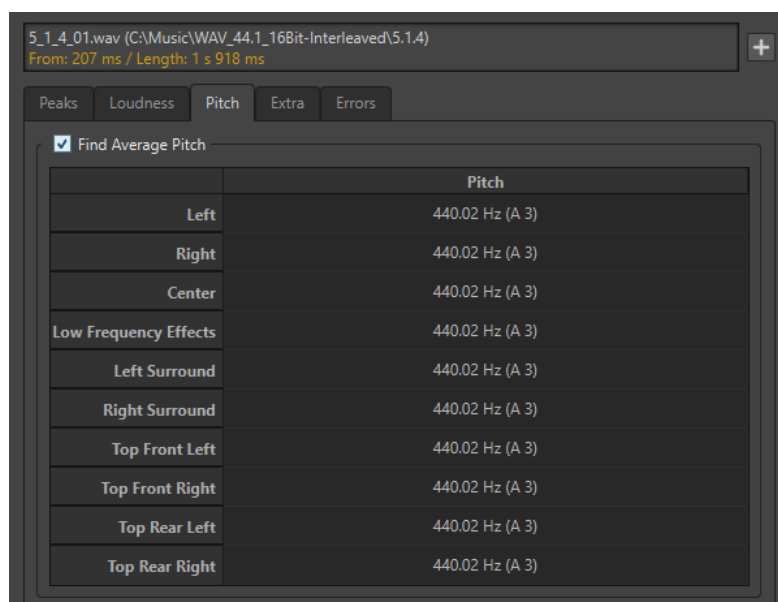 5_1_4_01.wav (C:\Music\WAV_44.1_16Bit-Interleaved\5.1.4)
From: 207 ms / Length: 1 s 918 ms
Peaks Loudness Pitch Extra Errors
Find Average Pitch
Pitch
Left 440.02 Hz (A 3)
Right 440.02 Hz (A 3)
Center 440.02 Hz (A 3)
Low Frequency Effects 440.02 Hz (A 3)
Left Surround 440.02 Hz (A 3)
Right Surround 440.02 Hz (A 3)
Top Front Left 440.02 Hz (A 3)
Top Front Right 440.02 Hz (A 3)
Top Rear Left 440.02 Hz (A 3)
Top Rear Right 440.02 Hz (A 3)